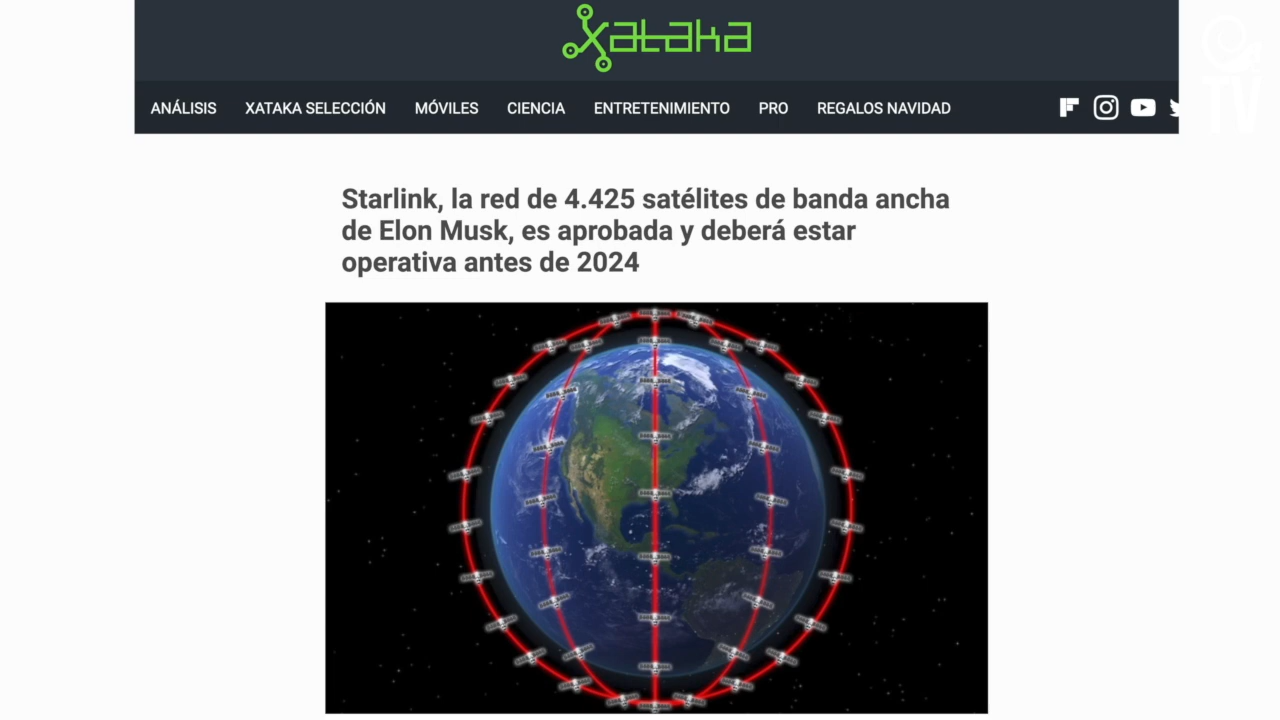 xataka
ANÁLISIS XATAKA SELECCIÓN MÓVILES CIENCIA ENTRETENIMIENTO PRO REGALOS NAVIDAD
TV
Starlink, la red de 4.425 satélites de banda ancha
de Elon Musk, es aprobada y deberá estar
operativa antes de 2024